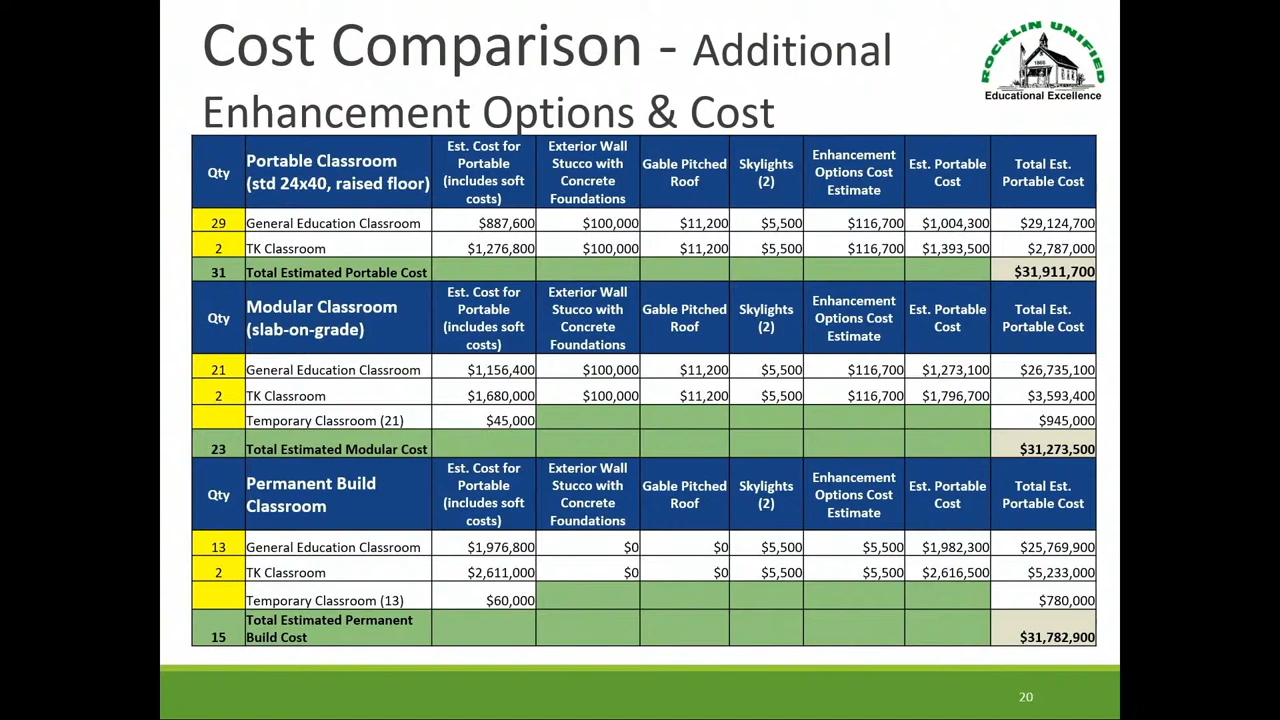 Cost Comparison - Additional
Enhancement Options & Cost
ROCKLIN UNIFIED
1866
Educational Excellence
Qty
Portable Classroom
(std 24x40, raised floor)
Est. Cost for
Portable
(includes soft
costs)
Exterior Wall
Stucco with
Concrete
Foundations
Gable Pitched
Roof
Skylights
(2)
Enhancement
Options Cost
Estimate
Est. Portable
Cost
Total Est.
Portable Cost
29 General Education Classroom $887,600 $100,000 $11,200 $5,500 $116,700 $1,004,300 $29,124,700
2 TK Classroom $1,276,800 $100,000 $11,200 $5,500 $116,700 $1,393,500 $2,787,000
31 Total Estimated Portable Cost $31,911,700
Qty
Modular Classroom
(slab-on-grade)
Est. Cost for
Portable
(includes soft
costs)
Exterior Wall
Stucco with
Concrete
Foundations
Gable Pitched
Roof
Skylights
(2)
Enhancement
Options Cost
Estimate
Est. Portable
Cost
Total Est.
Portable Cost
21 General Education Classroom $1,156,400 $100,000 $11,200 $5,500 $116,700 $1,273,100 $26,735,100
2 TK Classroom $1,680,000 $100,000 $11,200 $5,500 $116,700 $1,796,700 $3,593,400
Temporary Classroom (21) $45,000 $945,000
23 Total Estimated Modular Cost $31,273,500
Qty
Permanent Build
Classroom
Est. Cost for
Portable
(includes soft
costs)
Exterior Wall
Stucco with
Concrete
Foundations
Gable Pitched
Roof
Skylights
(2)
Enhancement
Options Cost
Estimate
Est. Portable
Cost
Total Est.
Portable Cost
13 General Education Classroom $1,976,800 $0 $0 $5,500 $5,500 $1,982,300 $25,769,900
2 TK Classroom $2,611,000 $0 $0 $5,500 $5,500 $2,616,500 $5,233,000
Temporary Classroom (13) $60,000 $780,000
Total Estimated Permanent
15 Build Cost $31,782,900
20